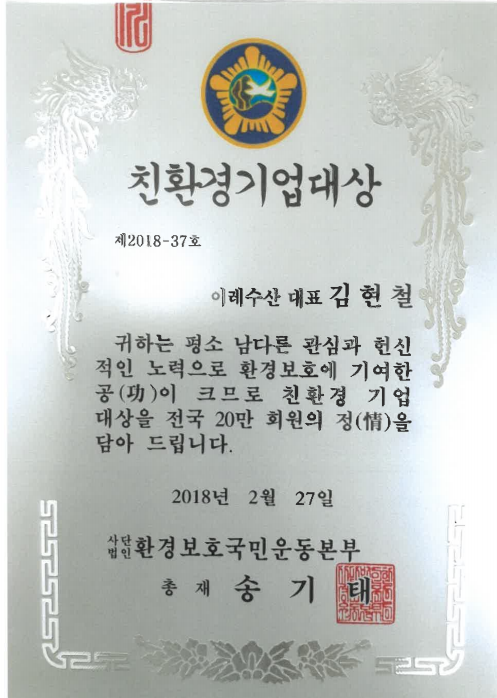 친환경기업대상
제2018-37호
이레수산 대표 김현철
귀하는 평소 남다른 관심과 헌신
적인 노력으로 환경보호에 기여한
공(功)이 크므로 친환경 기업
대상을 전국 20만 회원의 정(情)을
담아 드립니다.
2018년 2월 27일
사단법인 환경보호국민운동본부
총재 송기태